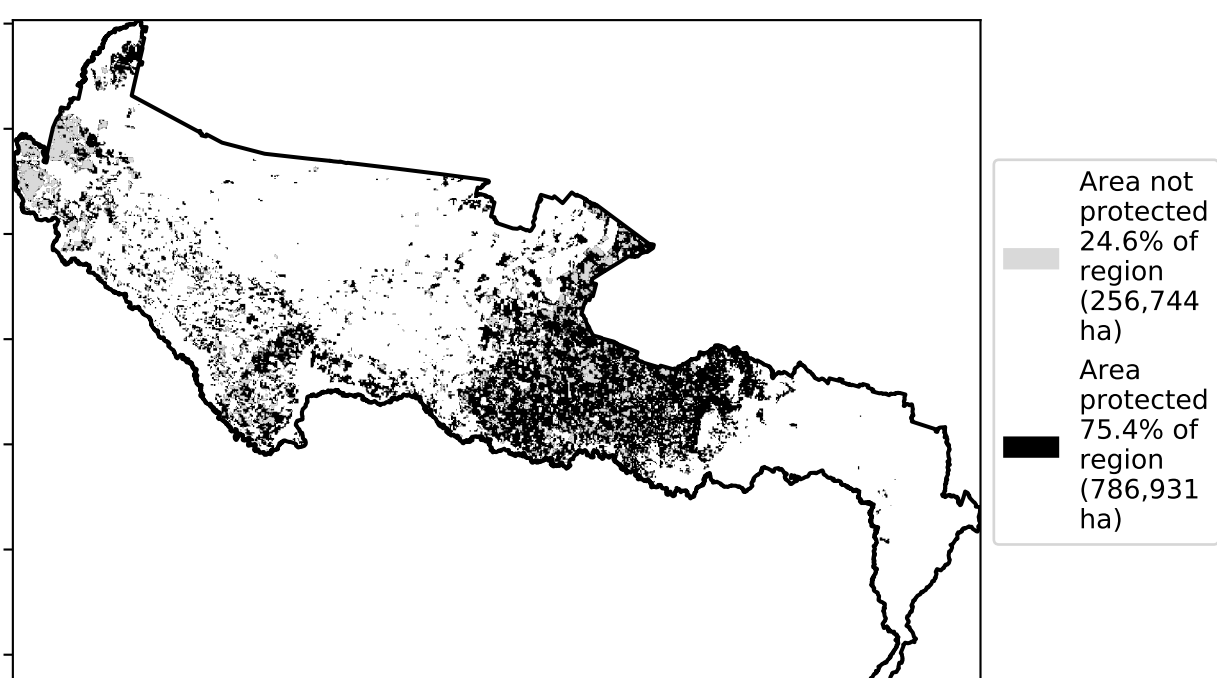 Area not
protected
24.6% of
region
(256,744
ha)
Area
protected
75.4% of
region
(786,931
ha)